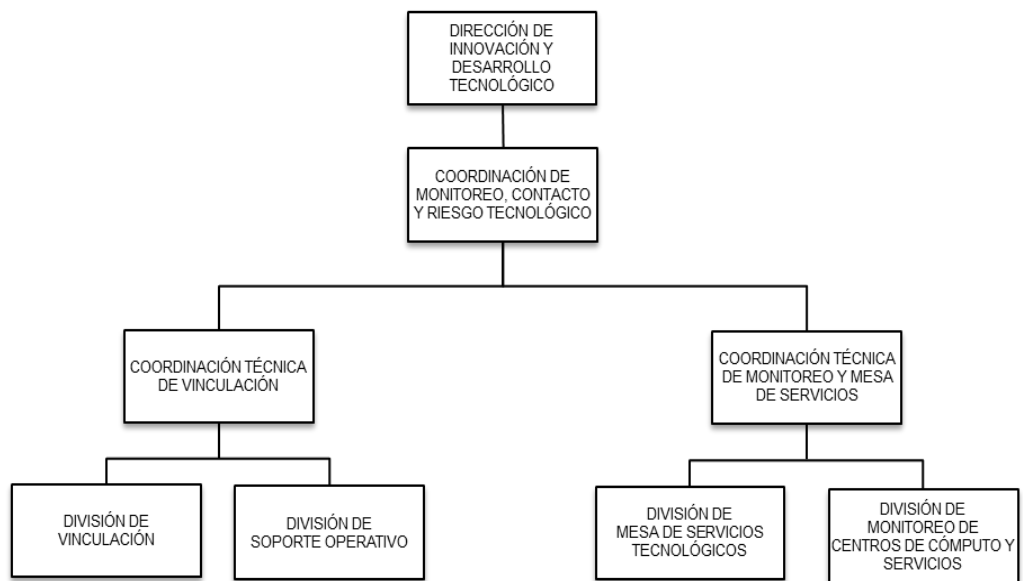 DIRECCIÓN DE
INNOVACIÓN Y
DESARROLLO
TECNOLÓGICO
COORDINACIÓN DE
MONITOREO, CONTACTO
Y RIESGO TECNOLÓGICO
COORDINACIÓN TÉCNICA
DE VINCULACIÓN
COORDINACIÓN TÉCNICA
DE MONITOREO Y MESA
DE SERVICIOS
DIVISIÓN DE
VINCULACIÓN
DIVISIÓN DE
SOPORTE OPERATIVO
DIVISIÓN DE
MESA DE SERVICIOS
TECNOLÓGICOS
DIVISIÓN DE
MONITOREO DE
CENTROS DE CÓMPUTO Y
SERVICIOS